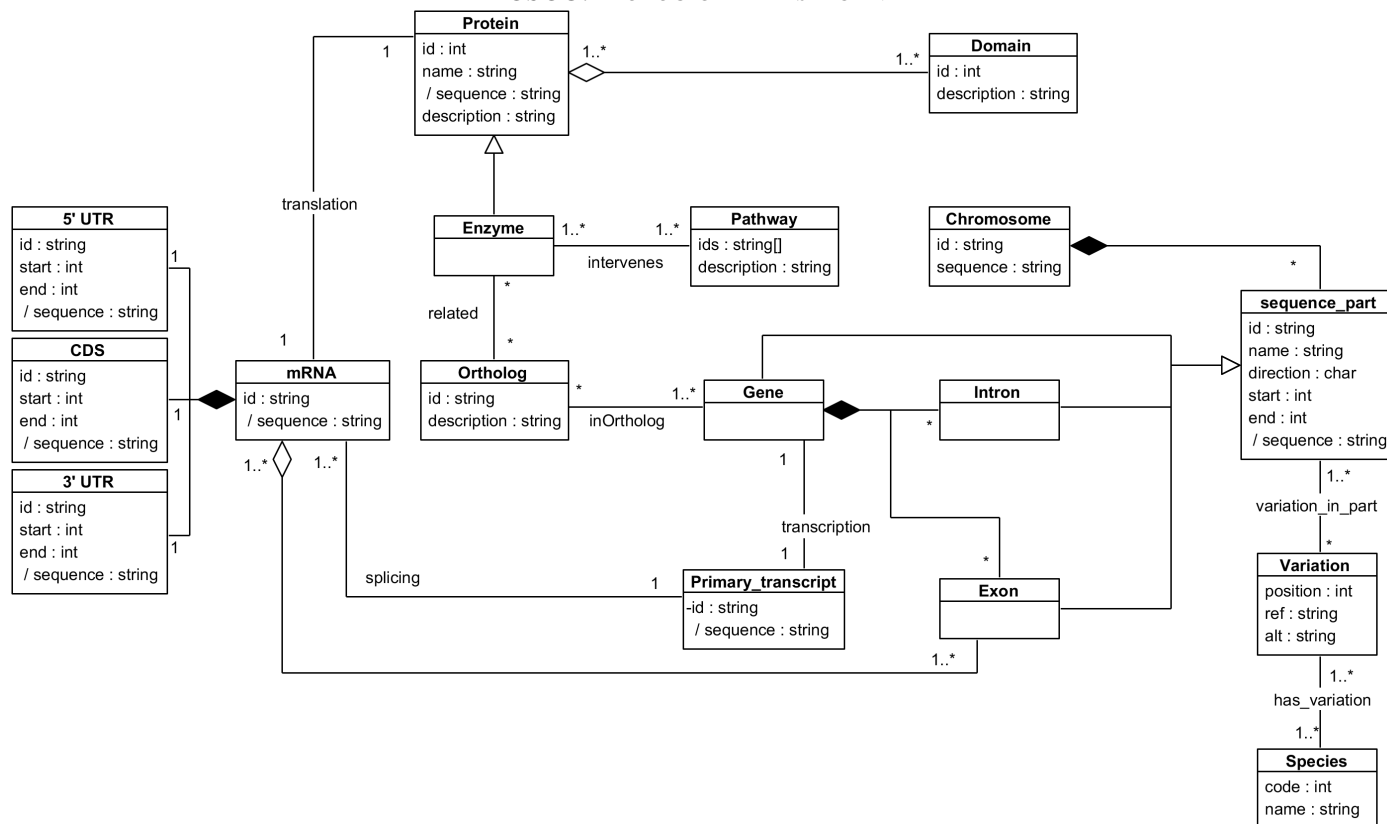 Protein
id : int
name : string
/ sequence : string
description : string
1
1..*
1..*
Domain
id : int
description : string
translation
5' UTR
id : string
start : int
end : int
/ sequence : string
1
CDS
id : string
start : int
end : int
/ sequence : string
1
3' UTR
id : string
start : int
end : int
/ sequence : string
1
Enzyme
1..*
1..*
intervenes
Pathway
ids : string[]
description : string
Chromosome
id : string
sequence : string
*
sequence_part
id : string
name : string
direction : char
start : int
end : int
/ sequence : string
*
related
*
1
mRNA
id : string
/ sequence : string
1..*
1..*
Ortholog
id : string
description : string
*
1..*
inOrtholog
Gene
Intron
*
1
transcription
1
*
splicing
1
Primary_transcript
-id : string
/ sequence : string
Exon
1..*
1..*
variation_in_part
*
Variation
position : int
ref : string
alt : string
1..*
has_variation
1..*
Species
code : int
name : string